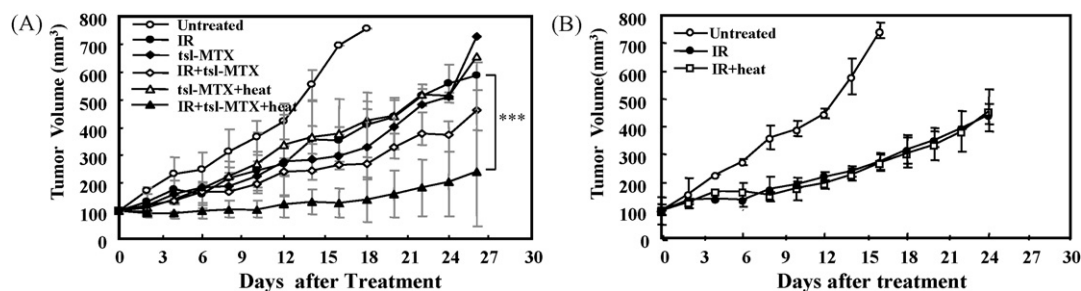 (A)
Tumor Volume (mm³)
800
700
600
500
400
300
200
100
0
Untreated
IR
tsl-MTX
IR+tsl-MTX
tsl-MTX+heat
IR+tsl-MTX+heat
***
0 3 6 9 12 15 18 21 24 27 30
Days after Treatment
(B)
Tumor Volume(mm³)
800
700
600
500
400
300
200
100
0
Untreated
IR
IR+heat
0 3 6 9 12 15 18 21 24 27 30
Days after treatment